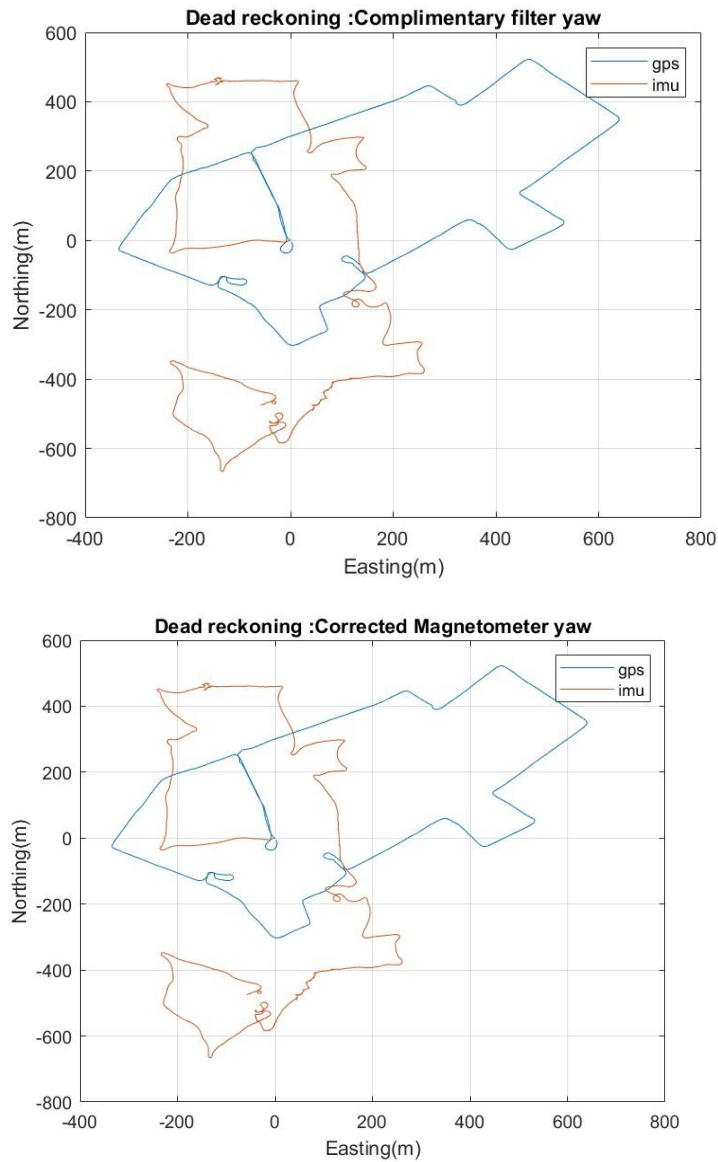 Dead reckoning :Complimentary filter yaw
600
400
200
0
-200
-400
-600
-800
Northing(m)
gps
imu
-400 -200 0 200 400 600 800
Easting(m)
Dead reckoning :Corrected Magnetometer yaw
600
400
200
0
-200
-400
-600
-800
Northing(m)
gps
imu
-400 -200 0 200 400 600 800
Easting(m)